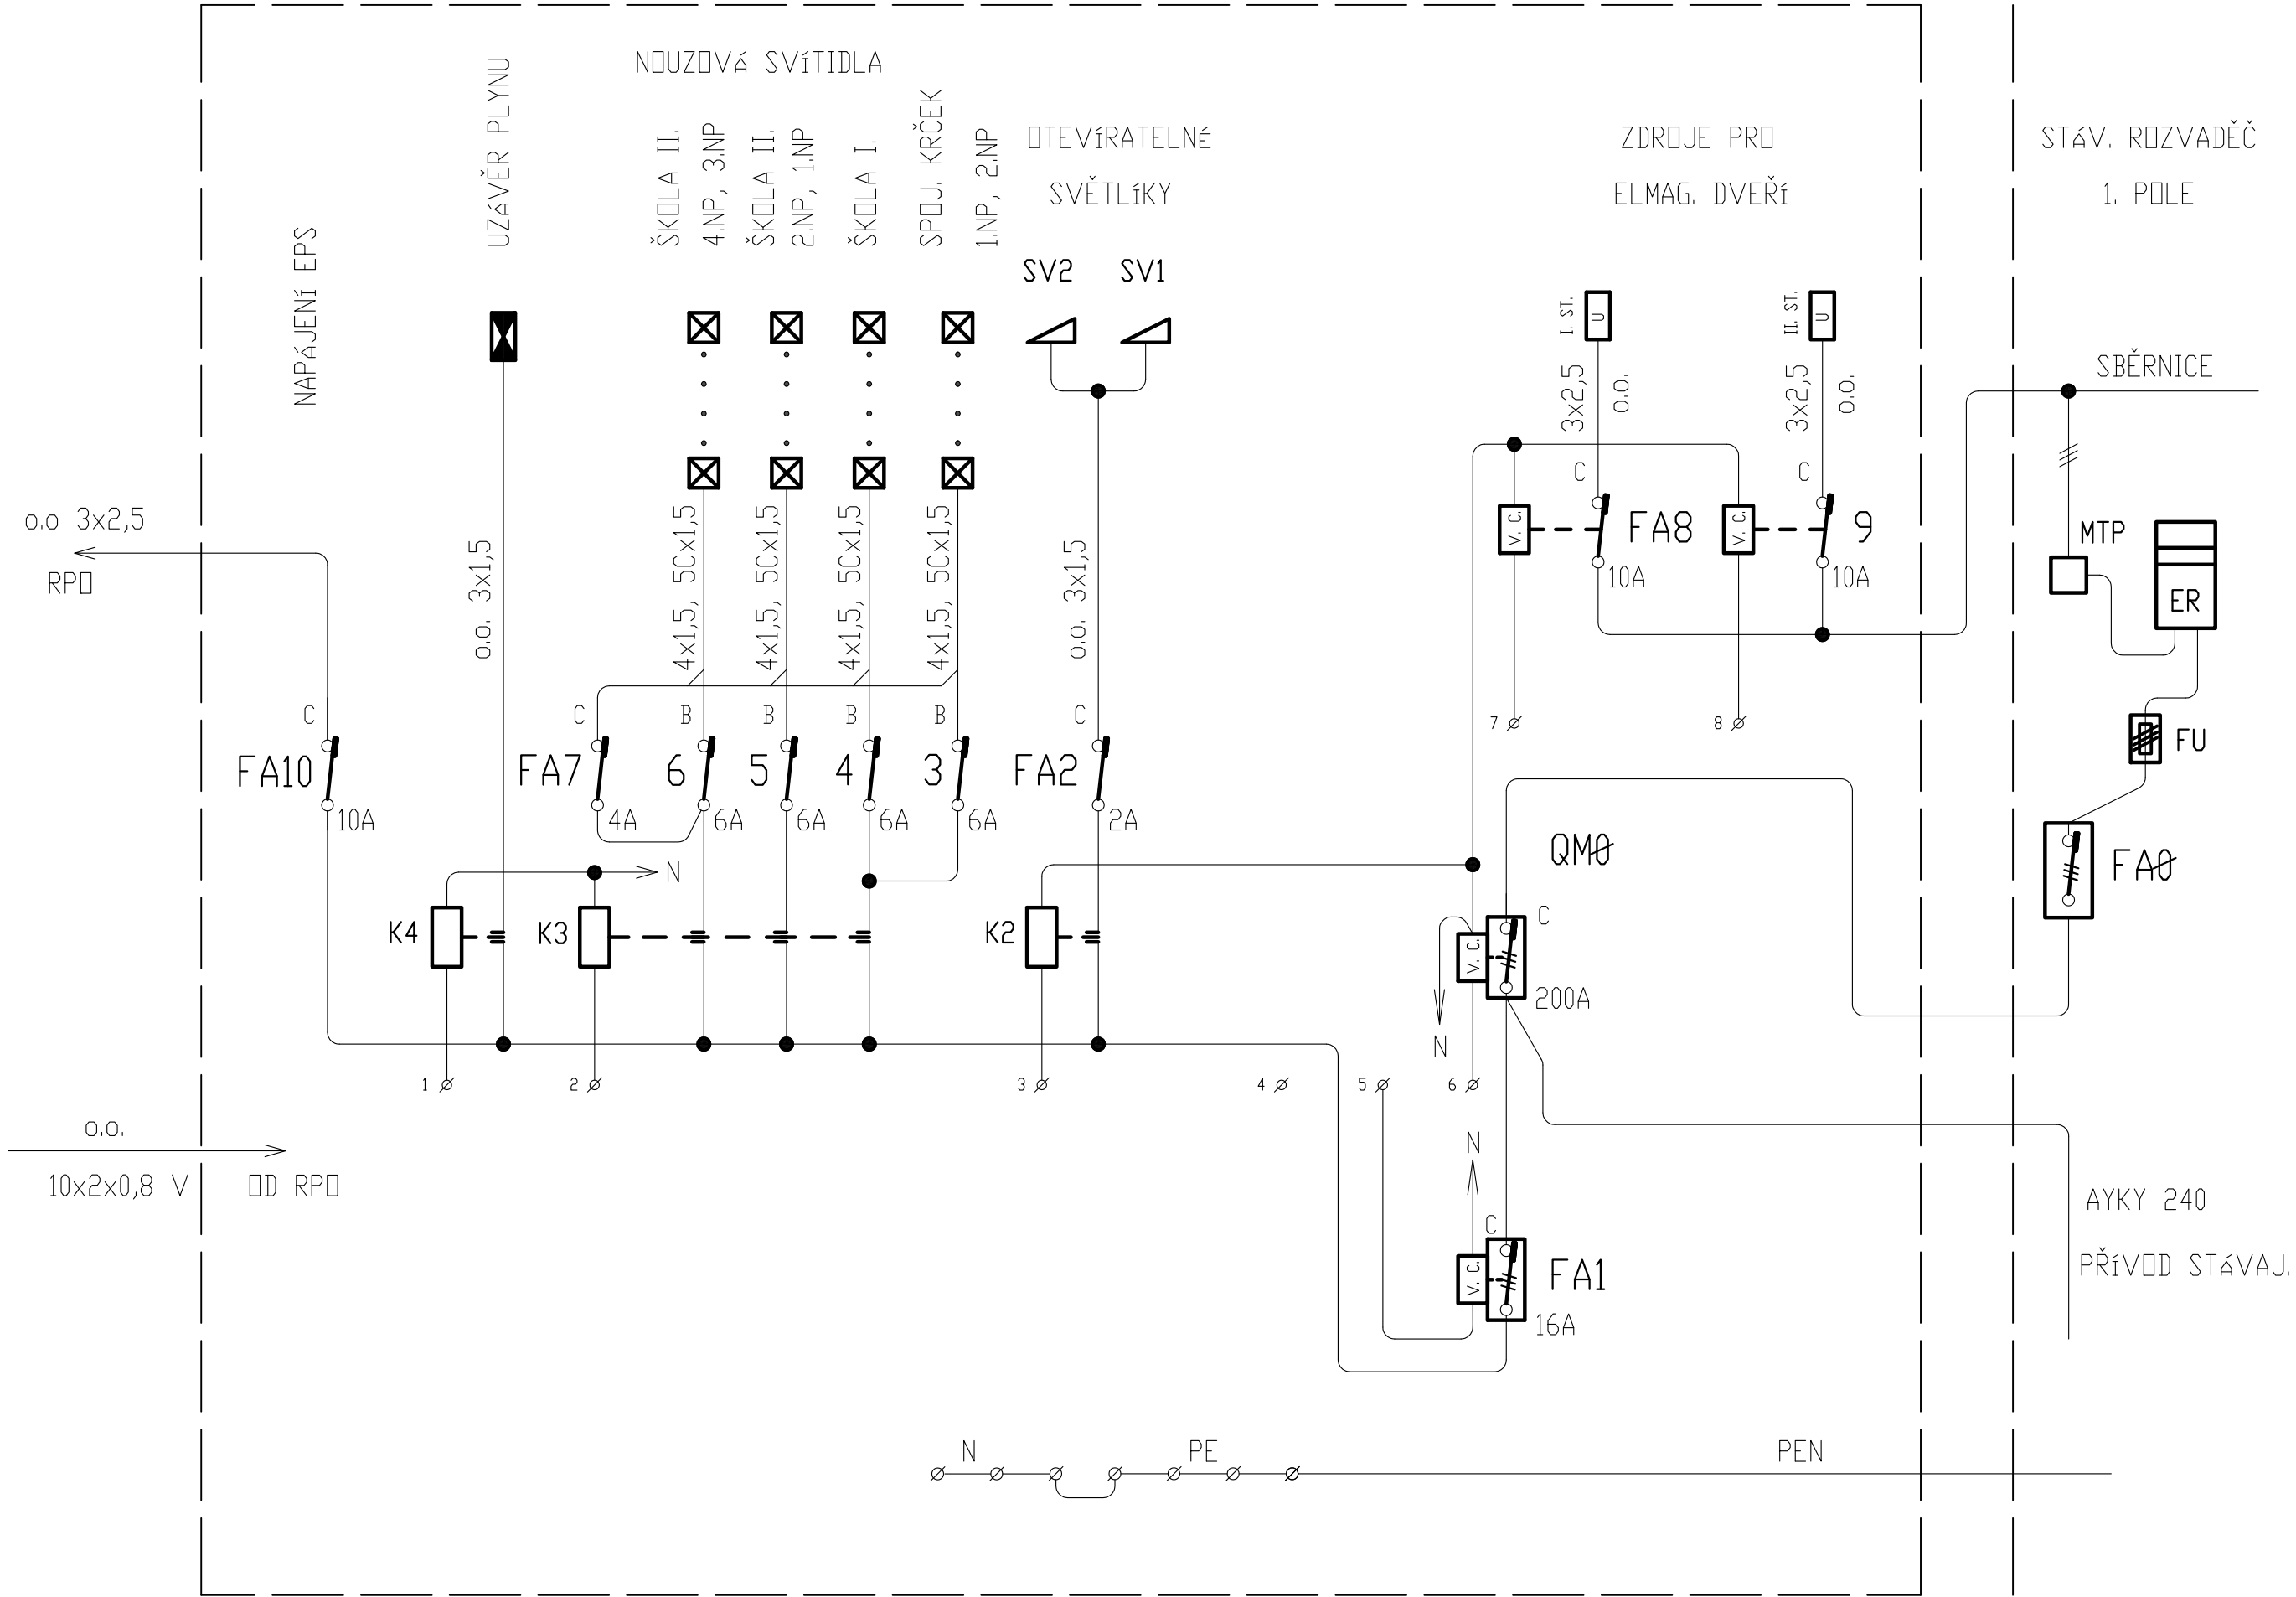 NOUZOVÁ SVÍTIDLA
UZÁVĚR PLYNU
ŠKOLA II.
4.NP, 3.NP
ŠKOLA II.
2.NP, 1.NP
ŠKOLA I.
SPOJ. KRČEK
1.NP, 2.NP
OTEVÍRATELNÉ
SVĚTLÍKY
ZDROJE PRO
ELMAG. DVEŘÍ
STÁV. ROZVADĚČ
1. POLE
NAPÁJENÍ EPS
SV2
SV1
I. ST.
U
II. ST.
U
SBĚRNICE
3x2,5
o.o.
3x2,5
o.o.
C
C
o.o 3x2,5
RPO
o.o. 3x1,5
4x1,5, 5Cx1,5
4x1,5, 5Cx1,5
4x1,5, 5Cx1,5
4x1,5, 5Cx1,5
o.o. 3x1,5
V. C.
FA8
V. C.
9
10A
10A
MTP
ER
C
C
B
B
B
B
C
7
8
FU
FA10
FA7
6
5
4
3
FA2
10A
4A
6A
6A
6A
6A
2A
QM0
FA0
N
K4
K3
K2
V. C.
C
200A
N
1
2
3
4
5
6
o.o.
10x2x0,8 V
OD RPO
N
AYKY 240
C
V. C.
FA1
16A
PŘÍVOD STÁVAJ.
N
PE
PEN